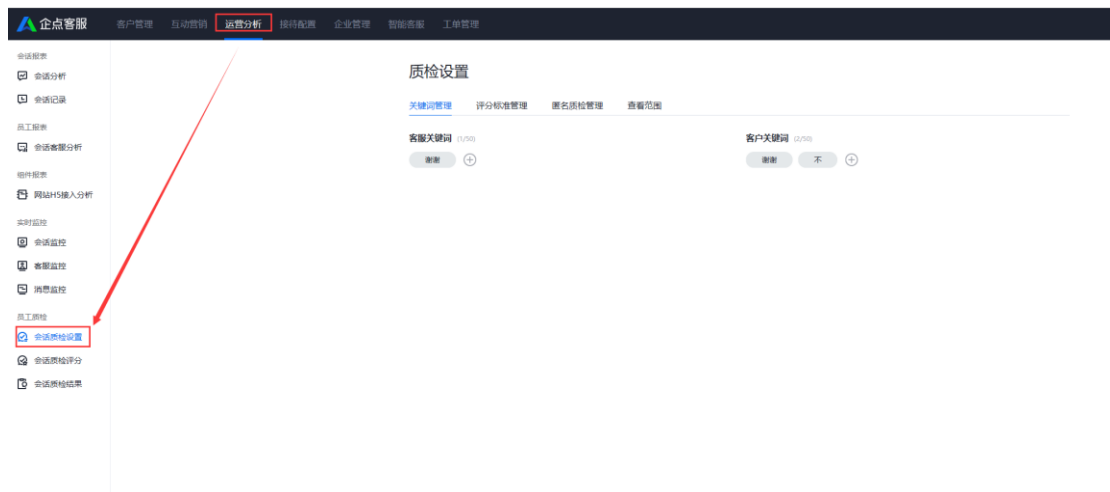 企点客服 客户管理 互动营销 运营分析 接待配置 企业管理 智能客服 工单管理
会话报表
会话分析
会话记录
员工报表
会话客服分析
组件报表
网站H5接入分析
实时监控
会话监控
客服监控
消息监控
员工质检
会话质检设置
会话质检评分
会话质检结果
质检设置
关键词管理 评分标准管理 匿名质检管理 查看范围
客服关键词 (1/50)
谢谢
客户关键词 (2/50)
谢谢 不